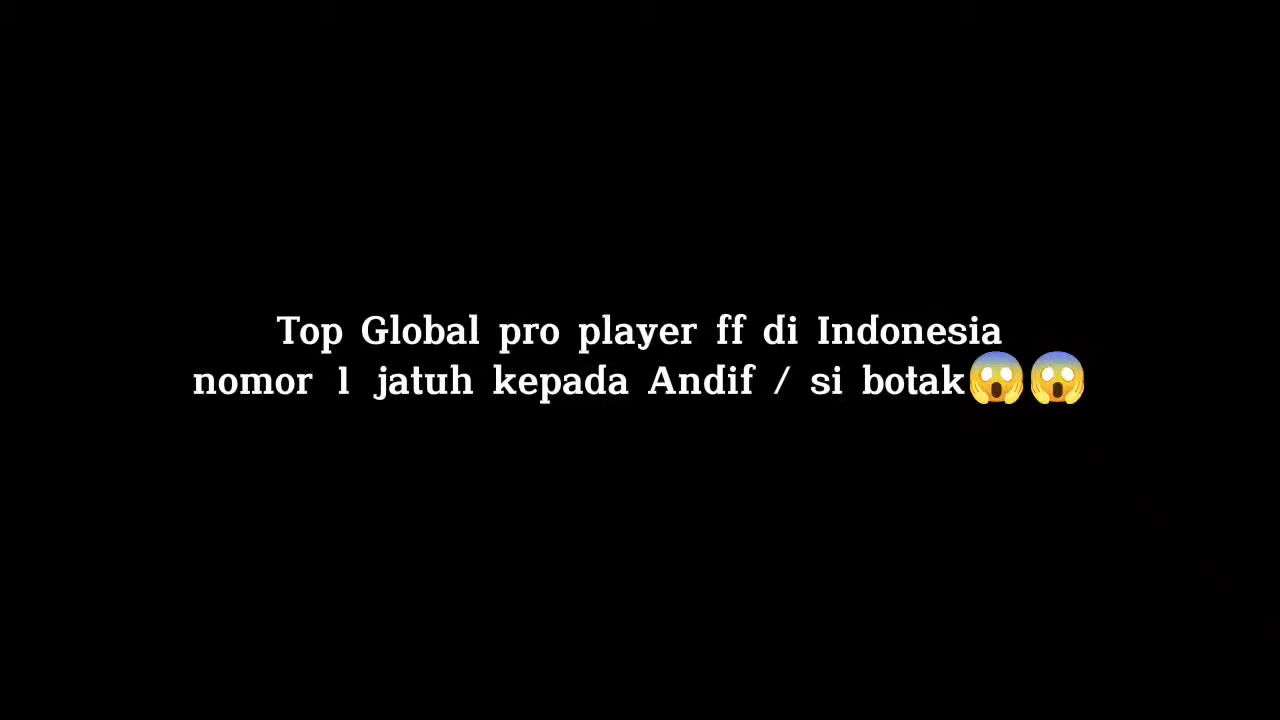 Top Global pro player ff di Indonesia
nomor 1 jatuh kepada Andif / si botak😱😱